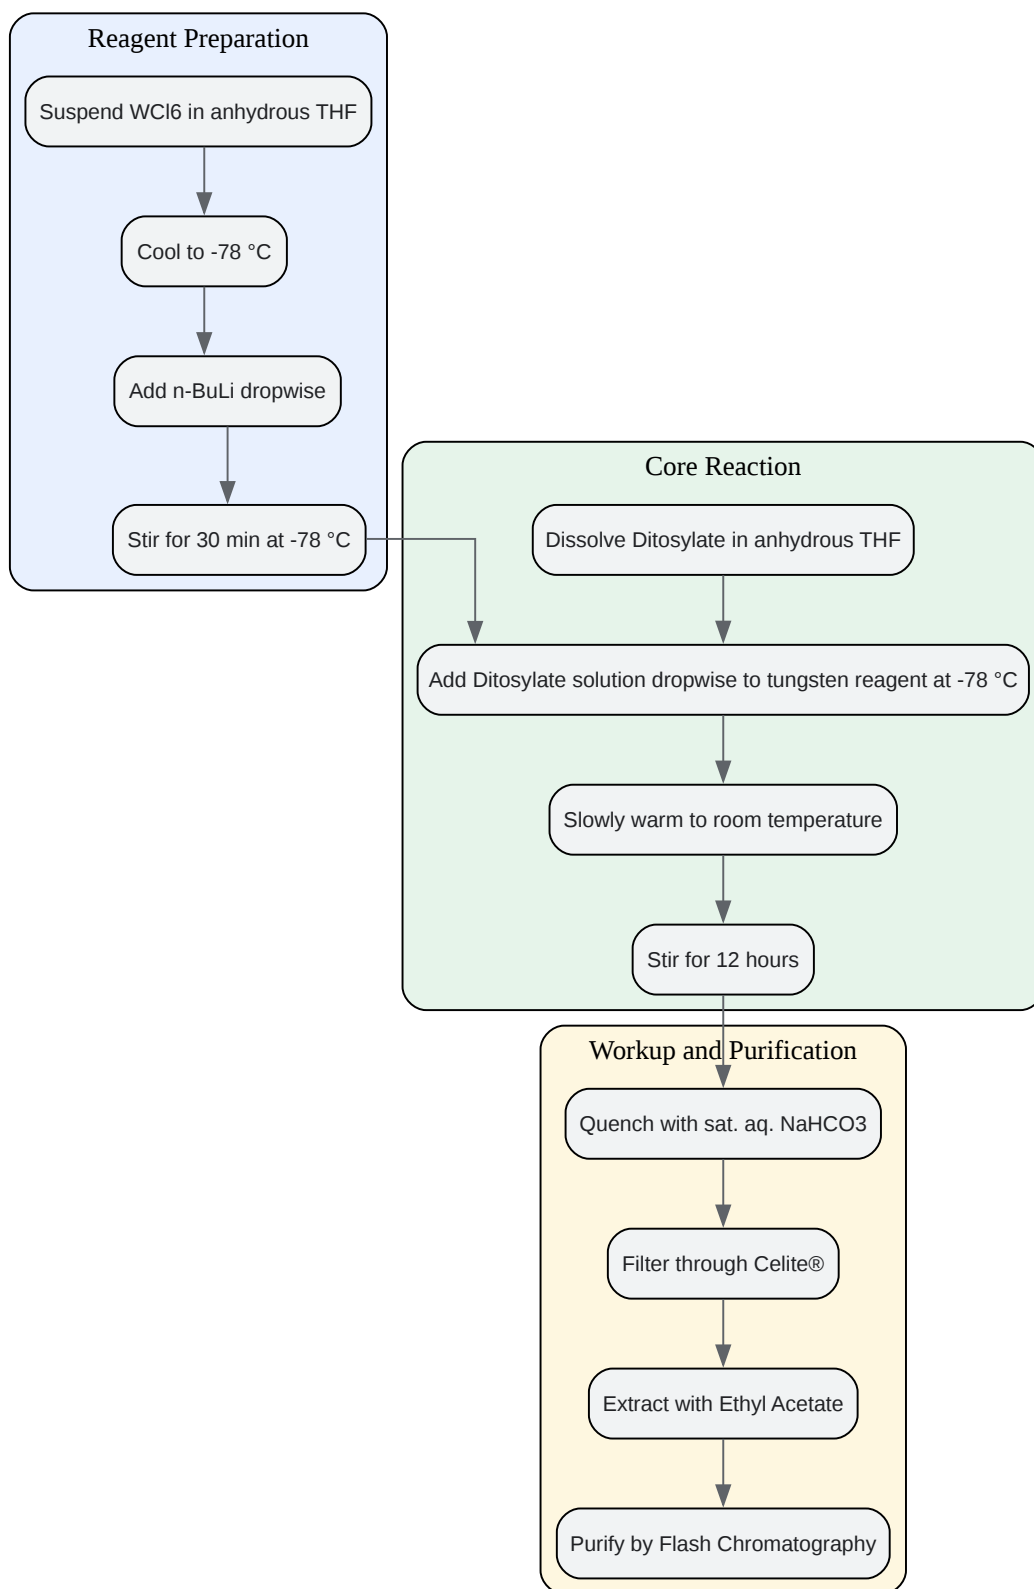 Reagent Preparation
Suspend WCl6 in anhydrous THF
Cool to -78 °C
Add n-BuLi dropwise
Stir for 30 min at -78 °C
Core Reaction
Dissolve Ditosylate in anhydrous THF
Add Ditosylate solution dropwise to tungsten reagent at -78 °C
Slowly warm to room temperature
Stir for 12 hours
Workup and Purification
Quench with sat. aq. NaHCO3
Filter through Celite®
Extract with Ethyl Acetate
Purify by Flash Chromatography